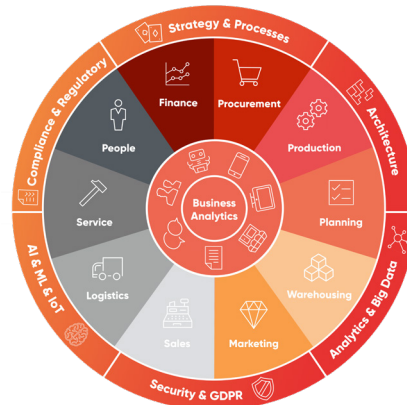 Strategy & Processes
Architecture
Analytics & Big Data
Security & GDPR
AI & ML & IoT
Compliance & Regulatory
Finance
Procurement
Production
Planning
Warehousing
Marketing
Sales
Logistics
Service
People
Business
Analytics